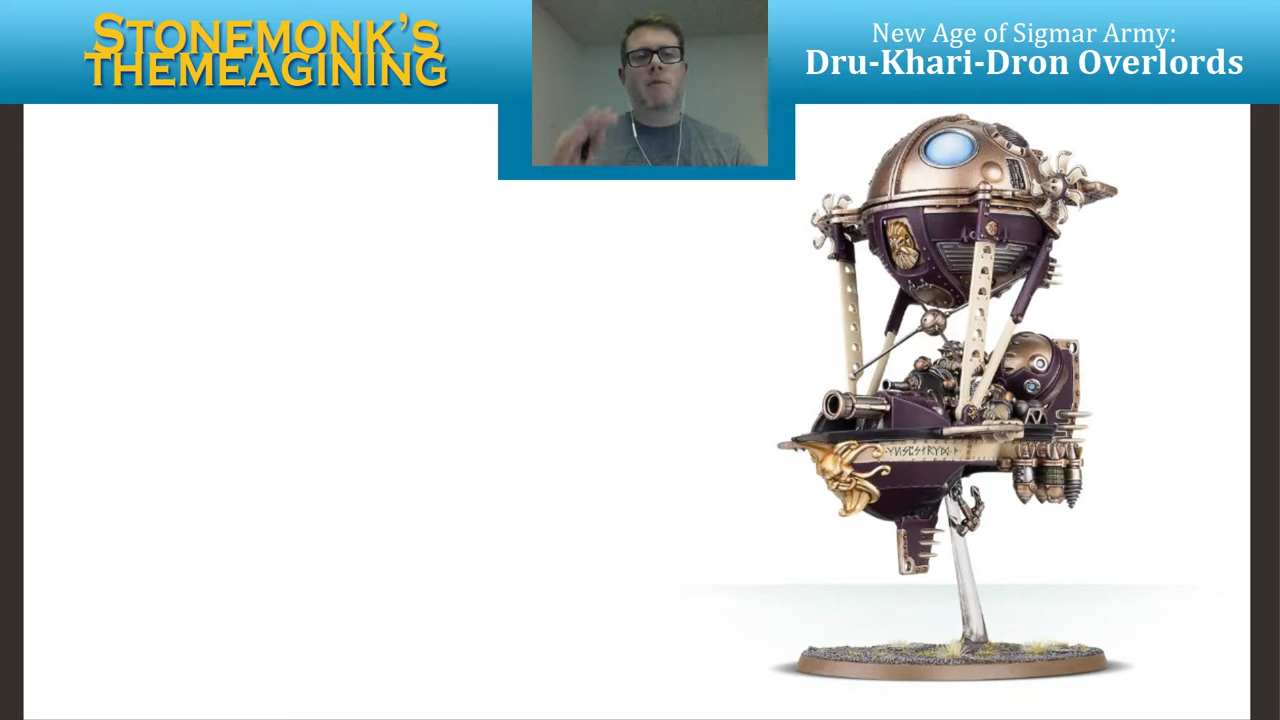 STONEMONK'S
THEMEAGINING
New Age of Sigmar Army:
Dru-Khari-Dron Overlords